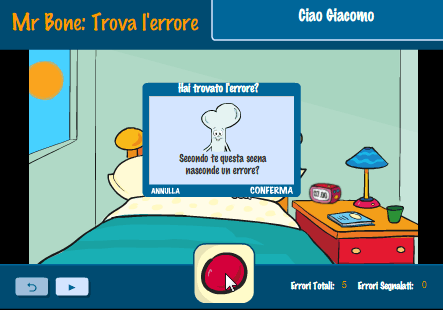 Mr Bone: Trova l'errore
Ciao Giacomo
Hai trovato l'errore?
Secondo te questa scena
nasconde un errore?
ANNULLA
CONFERMA
Errori Totali: 5
Errori Segnalati: 0